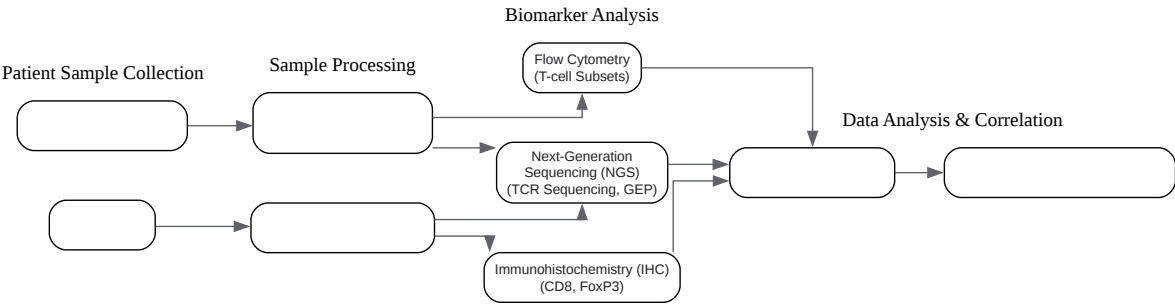 Biomarker Analysis
Patient Sample Collection
Sample Processing
Flow Cytometry
(T-cell Subsets)
Data Analysis & Correlation
Next-Generation
Sequencing (NGS)
(TCR Sequencing, GEP)
Immunohistochemistry (IHC)
(CD8, FoxP3)